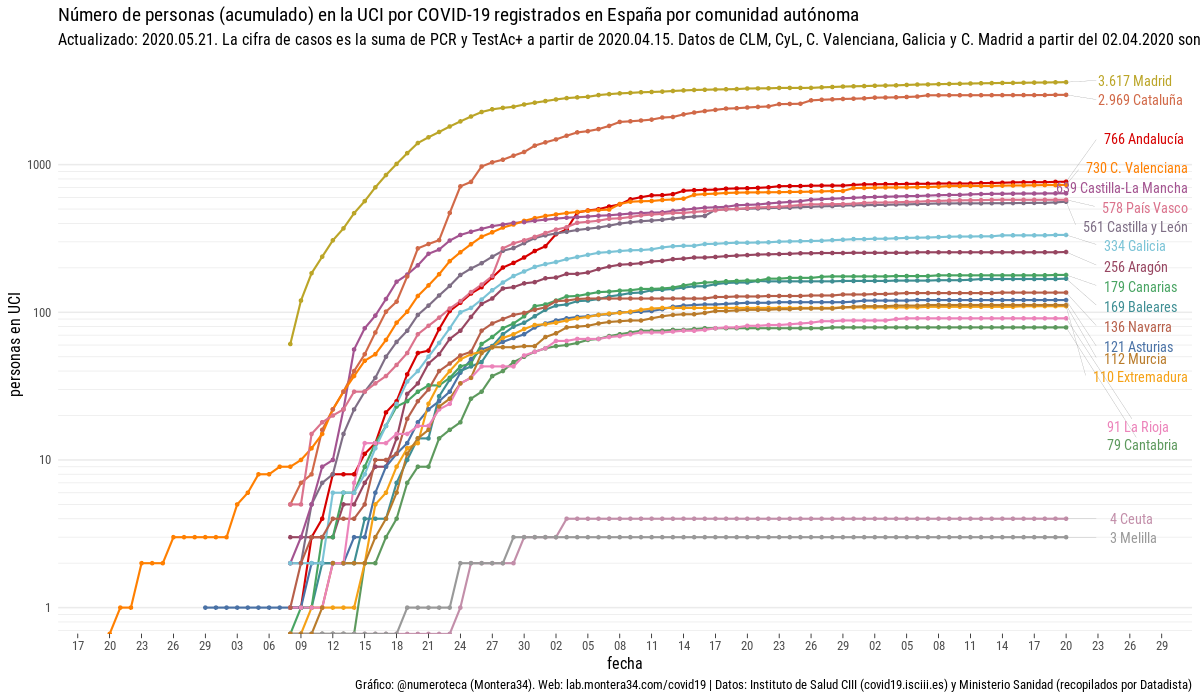 Número de personas (acumulado) en la UCI por COVID-19 registrados en España por comunidad autónoma
Actualizado: 2020.05.21. La cifra de casos es la suma de PCR y TestAc+ a partir de 2020.04.15. Datos de CLM, CyL, C. Valenciana, Galicia y C. Madrid a partir del 02.04.2020 son
3.617 Madrid
2.969 Cataluña
766 Andalucía
730 C. Valenciana
639 Castilla-La Mancha
578 País Vasco
561 Castilla y León
334 Galicia
256 Aragón
179 Canarias
169 Baleares
136 Navarra
121 Asturias
112 Murcia
110 Extremadura
91 La Rioja
79 Cantabria
4 Ceuta
3 Melilla
personas en UCI
1000
100
10
1
17 20 23 26 29 03 06 09 12 15 18 21 24 27 30 02 05 08 11 14 17 20 23 26 29 02 05 08 11 14 17 20 23 26 29
fecha
Gráfico: @numeroteca (Montera34). Web: lab.montera34.com/covid19 | Datos: Instituto de Salud CIII (covid19.isciii.es) y Ministerio Sanidad (recopilados por Datadista)